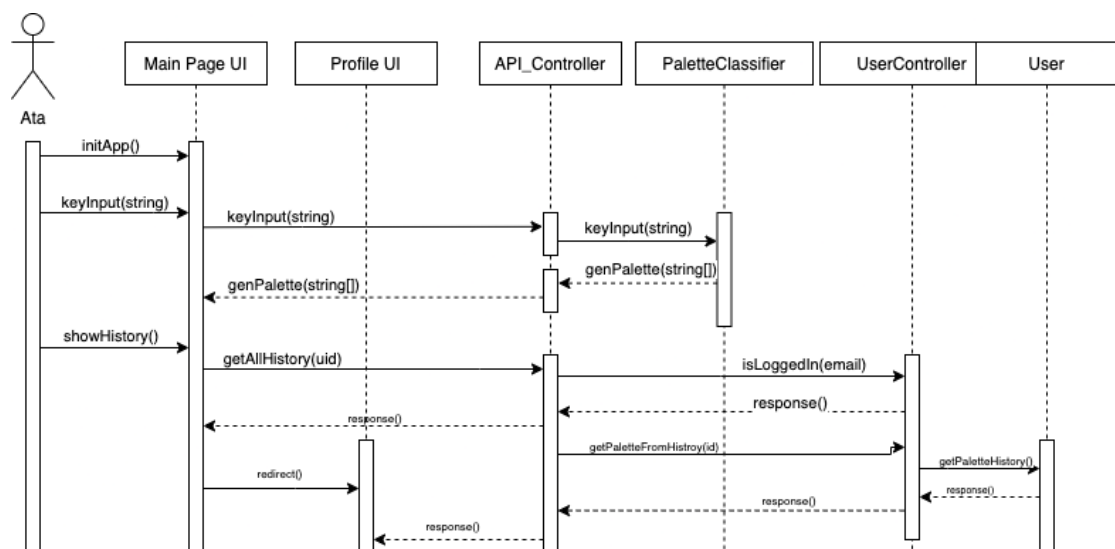 Main Page UI
Profile UI
API_Controller
PaletteClassifier
UserController
User
Ata
initApp()
keyInput(string)
keyInput(string)
keyInput(string)
genPalette(string[])
genPalette(string[])
showHistory()
getAllHistory(uid)
isLoggedIn(email)
response()
response()
getPaletteFromHistroy(id)
getPaletteHistory()
redirect()
response()
response()
response()